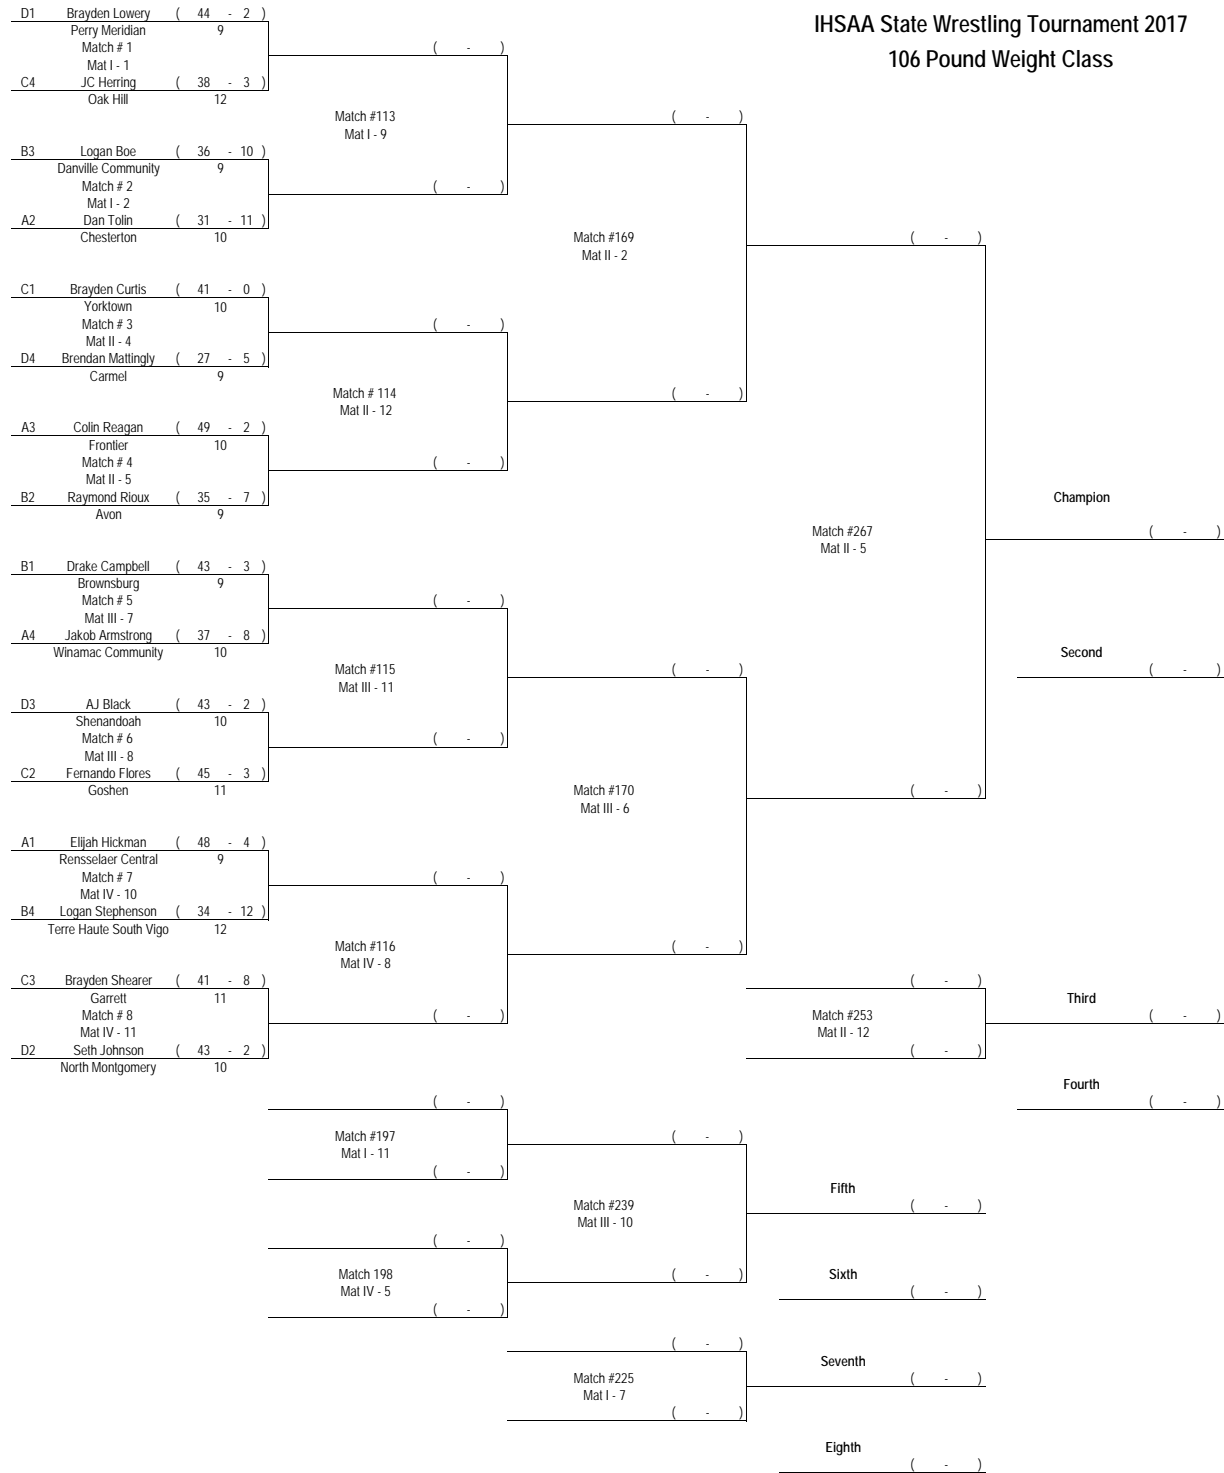 IHSAA State Wrestling Tournament 2017
106 Pound Weight Class
D1 Brayden Lowery ( 44 - 2 )
Perry Meridian 9
Match # 1
Mat I - 1
C4 JC Herring ( 38 - 3 )
Oak Hill 12
B3 Logan Boe ( 36 - 10 )
Danville Community 9
Match # 2
Mat I - 2
A2 Dan Tolin ( 31 - 11 )
Chesterton 10
C1 Brayden Curtis ( 41 - 0 )
Yorktown 10
Match # 3
Mat II - 4
D4 Brendan Mattingly ( 27 - 5 )
Carmel 9
A3 Colin Reagan ( 49 - 2 )
Frontier 10
Match # 4
Mat II - 5
B2 Raymond Rioux ( 35 - 7 )
Avon 9
B1 Drake Campbell ( 43 - 3 )
Brownsburg 9
Match # 5
Mat III - 7
A4 Jakob Armstrong ( 37 - 8 )
Winamac Community 10
D3 AJ Black ( 43 - 2 )
Shenandoah 10
Match # 6
Mat III - 8
C2 Fernando Flores ( 45 - 3 )
Goshen 11
A1 Elijah Hickman ( 48 - 4 )
Rensselaer Central 9
Match # 7
Mat IV - 10
B4 Logan Stephenson ( 34 - 12 )
Terre Haute South Vigo 12
C3 Brayden Shearer ( 41 - 8 )
Garrett 11
Match # 8
Mat IV - 11
D2 Seth Johnson ( 43 - 2 )
North Montgomery 10
( - )
Match #113
Mat I - 9
( - )
( - )
Match # 114
Mat II - 12
( - )
( - )
Match #115
Mat III - 11
( - )
( - )
Match #116
Mat IV - 8
( - )
( - )
Match #169
Mat II - 2
( - )
( - )
Match #170
Mat III - 6
( - )
( - )
Match #267
Mat II - 5
( - )
Champion
( - )
Second
( - )
( - )
Match #253
Mat II - 12
( - )
Third
( - )
Fourth
( - )
( - )
Match #197
Mat I - 11
( - )
( - )
Match 198
Mat IV - 5
( - )
( - )
Match #239
Mat III - 10
( - )
Fifth
( - )
Sixth
( - )
( - )
Match #225
Mat I - 7
( - )
Seventh
( - )
Eighth
( - )